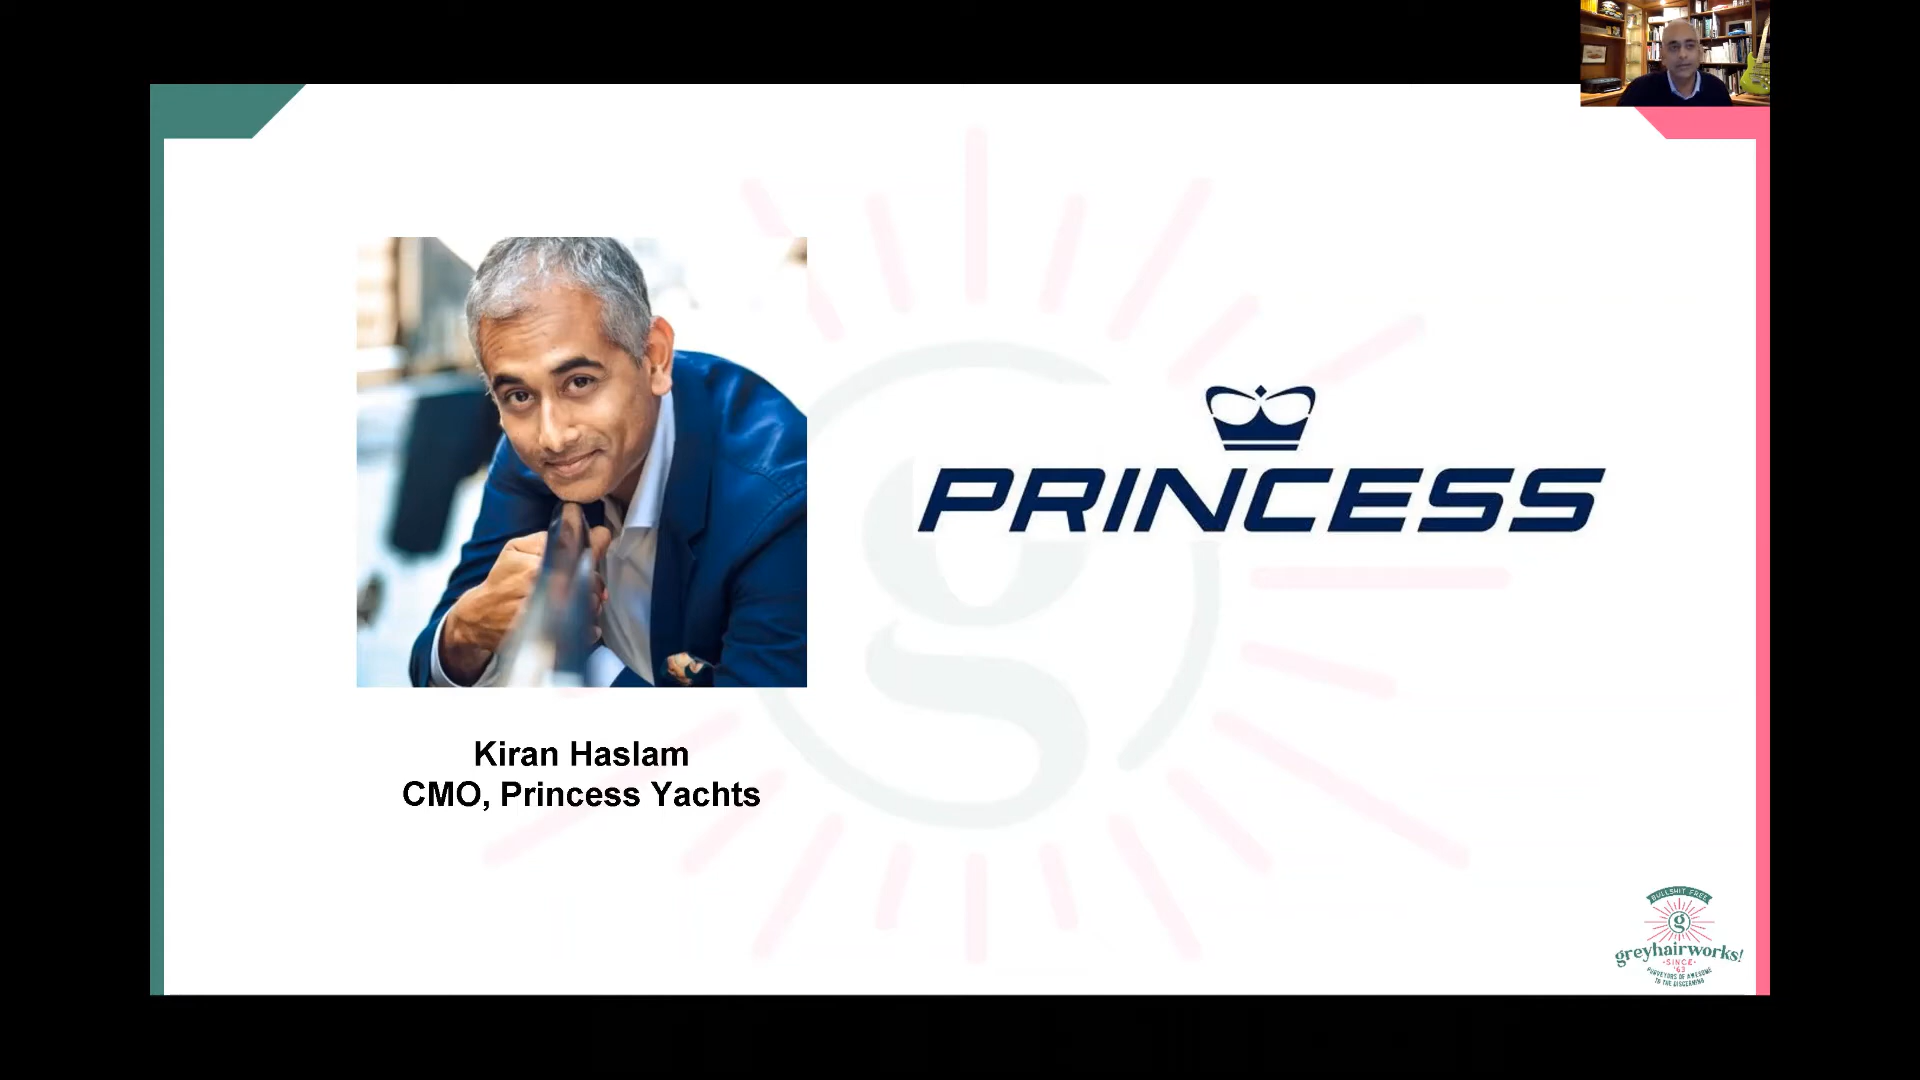 PRINCESS
Kiran Haslam
CMO, Princess Yachts
BULLSHIT FREE
g
greyhairworks!
·SINCE·
'63
PURVEYORS OF AWESOME
TO THE DISCERNING